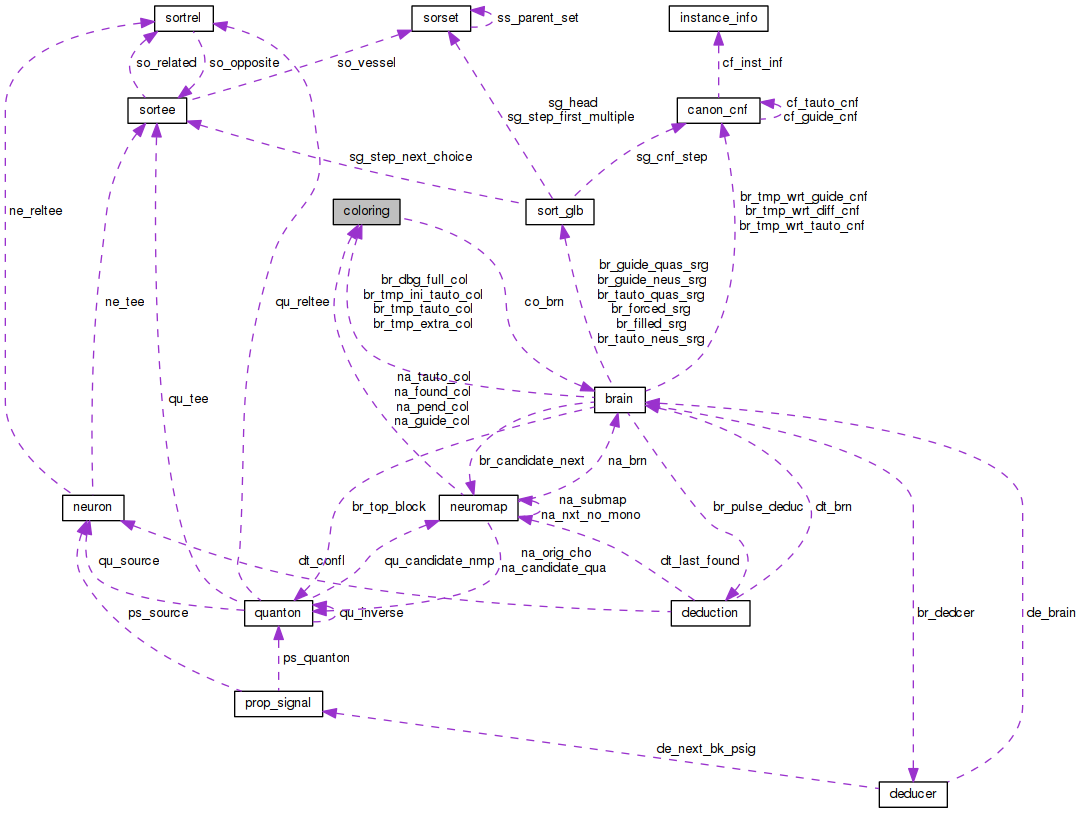 sortrel
sorset
ss_parent_set
instance_info
so_related
so_opposite
so_vessel
cf_inst_inf
sortee
canon_cnf
cf_tauto_cnf
cf_guide_cnf
sg_head
sg_step_first_multiple
sg_step_next_choice
sg_cnf_step
ne_reltee
coloring
sort_glb
br_tmp_wrt_guide_cnf
br_tmp_wrt_diff_cnf
br_tmp_wrt_tauto_cnf
ne_tee
qu_reltee
br_dbg_full_col
br_tmp_ini_tauto_col
br_tmp_tauto_col
br_tmp_extra_col
co_brn
br_guide_quas_srg
br_guide_neus_srg
br_tauto_quas_srg
br_forced_srg
br_filled_srg
br_tauto_neus_srg
qu_tee
na_tauto_col
na_found_col
na_pend_col
na_guide_col
brain
br_candidate_next
na_brn
neuron
br_top_block
neuromap
na_submap
na_nxt_no_mono
br_pulse_deduc
dt_brn
qu_source
dt_confl
qu_candidate_nmp
na_orig_cho
na_candidate_qua
dt_last_found
ps_source
quanton
qu_inverse
deduction
br_dedcer
de_brain
ps_quanton
prop_signal
de_next_bk_psig
deducer